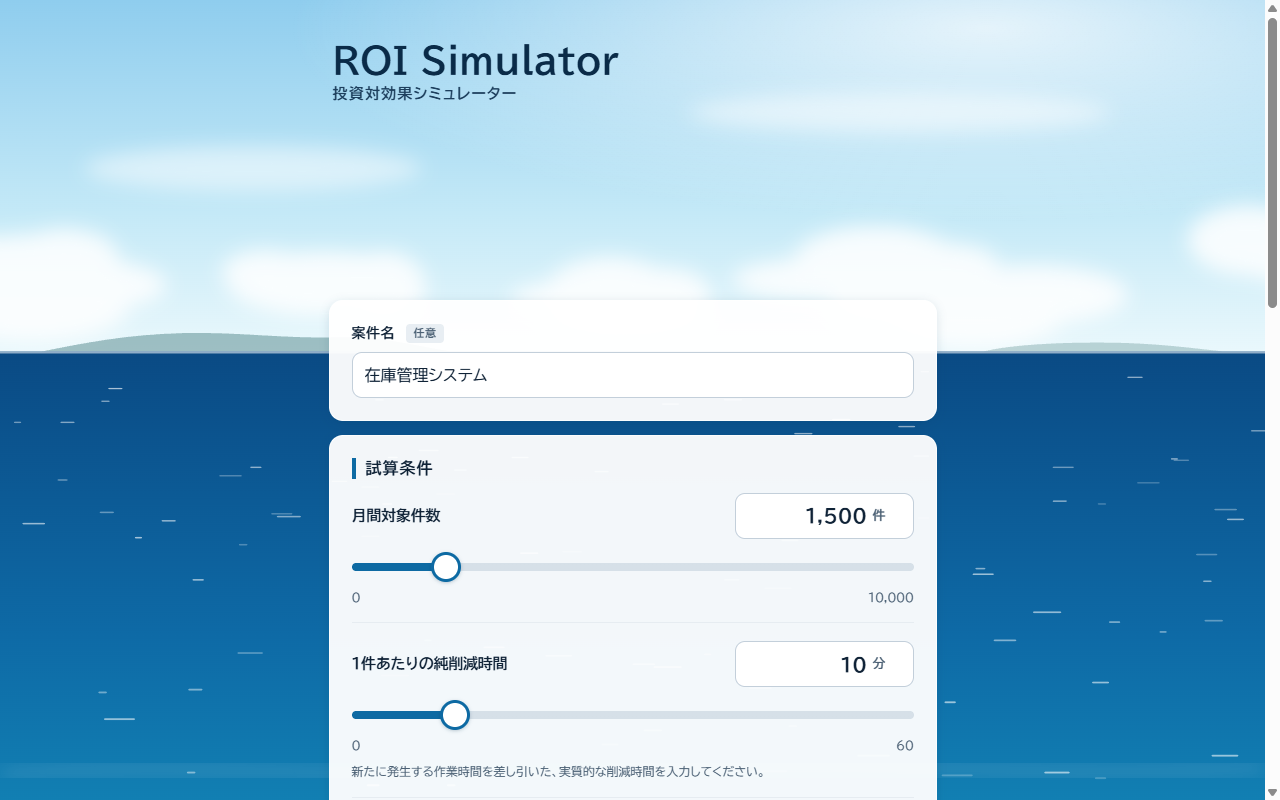 ROI Simulator
投資対効果シミュレーター
案件名 任意
在庫管理システム
試算条件
月間対象件数 1,500 件
0 10,000
1件あたりの純削減時間 10 分
0 60
新たに発生する作業時間を差し引いた、実質的な削減時間を入力してください。